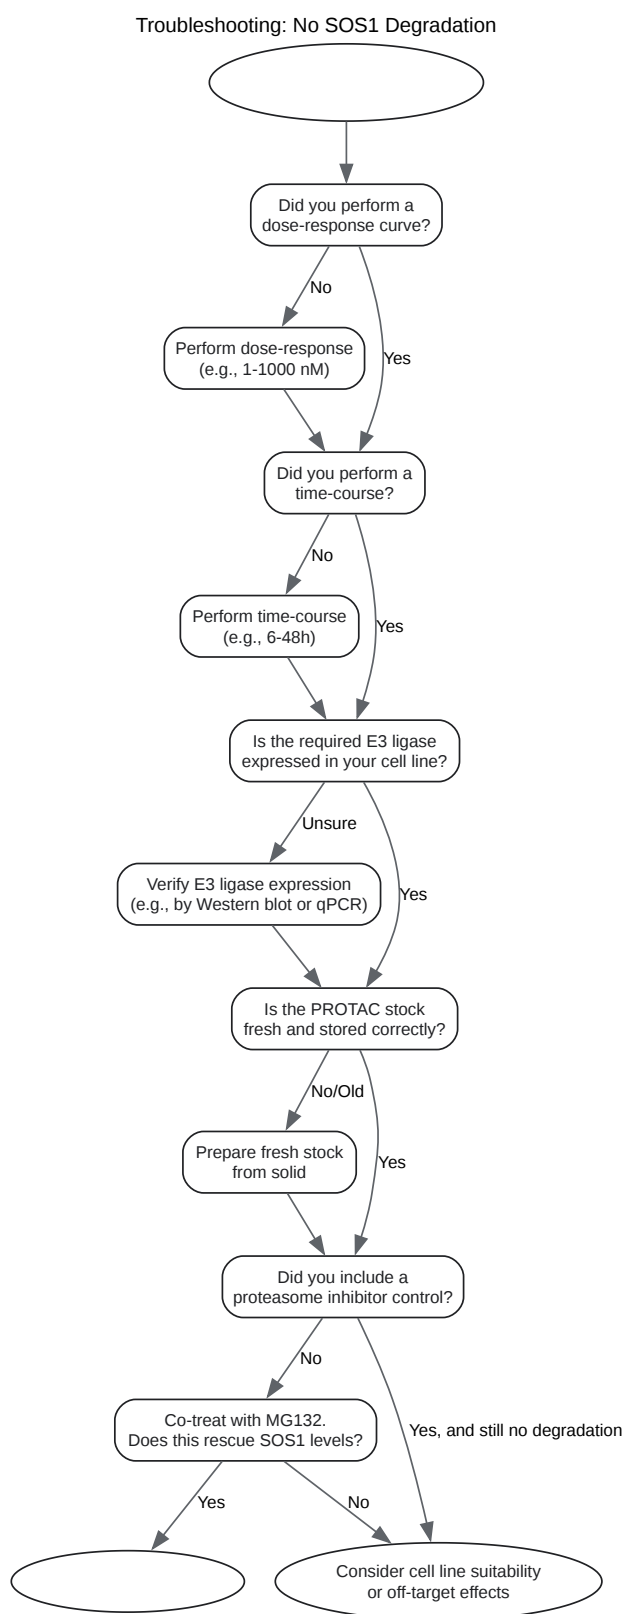 Troubleshooting: No SOS1 Degradation
Did you perform a
dose-response curve?
No
Perform dose-response
(e.g., 1-1000 nM)
Yes
Did you perform a
time-course?
No
Perform time-course
(e.g., 6-48h)
Yes
Is the required E3 ligase
expressed in your cell line?
Unsure
Verify E3 ligase expression
(e.g., by Western blot or qPCR)
Yes
Is the PROTAC stock
fresh and stored correctly?
No/Old
Prepare fresh stock
from solid
Yes
Did you include a
proteasome inhibitor control?
No
Co-treat with MG132.
Does this rescue SOS1 levels?
Yes, and still no degradation
Yes
No
Consider cell line suitability
or off-target effects